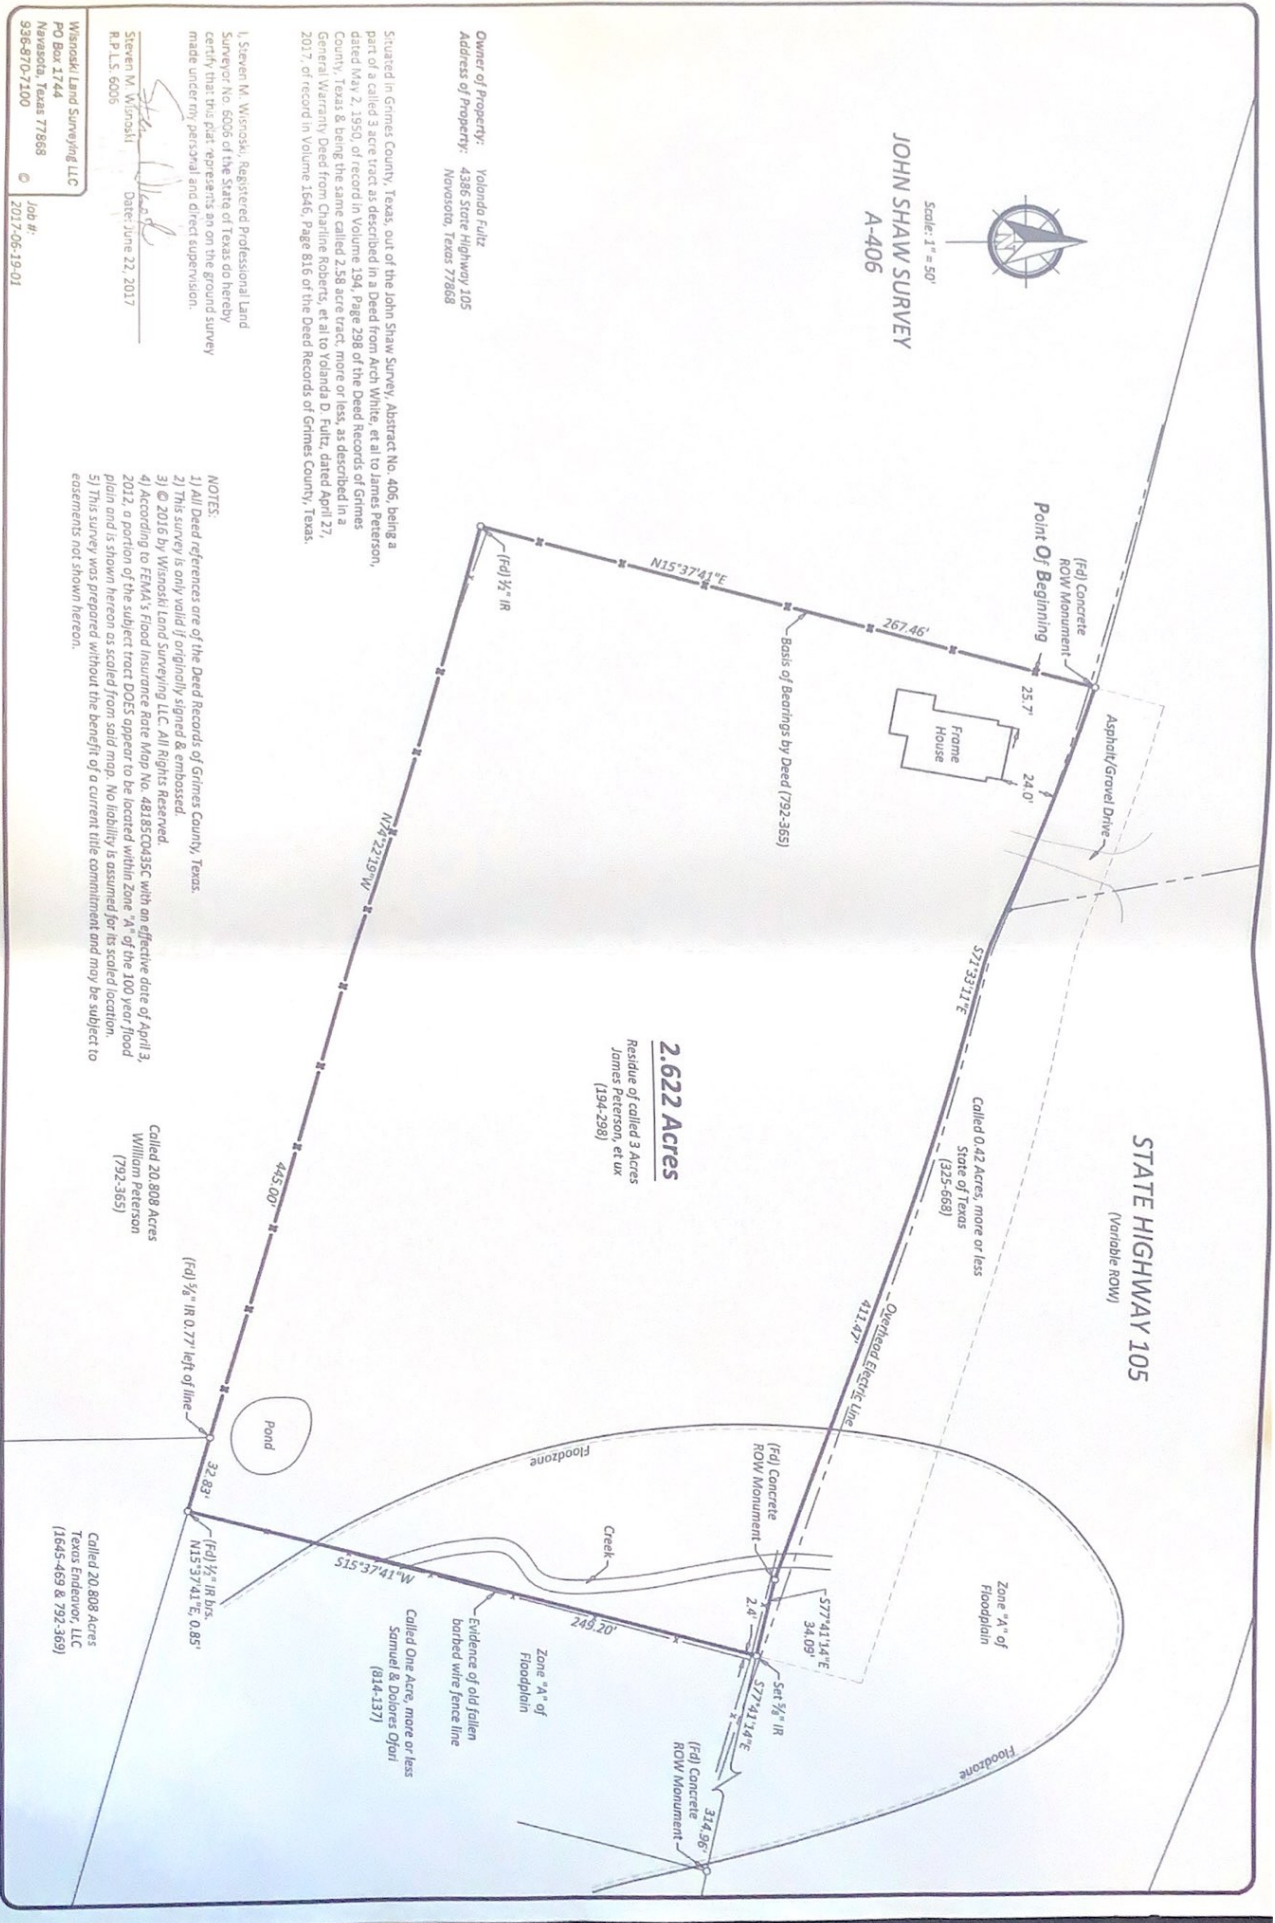 STATE HIGHWAY 105
(Variable ROW)
Scale: 1" = 50'
N
JOHN SHAW SURVEY
A-406
(Fd) Concrete
ROW Monument
Point Of Beginning
Asphalt/Gravel Drive
25.7'
24.0'
Frame
House
S71°33'11"E
Called 0.42 Acres, more or less
State of Texas
(325-668)
411.47'
Overhead Electric Line
Zone "A" of
Floodplain
Floodzone
(Fd) Concrete
ROW Monument
S77°41'14"E
34.09'
2.4'
Set ⅝" IR
S77°41'14"E
314.96'
(Fd) Concrete
ROW Monument
N15°37'41"E
267.46'
Basis of Bearings by Deed (792-365)
2.622 Acres
Residue of called 3 Acres
James Peterson, et ux
(194-298)
Floodzone
Creek
249.20'
S15°37'41"W
Zone "A" of
Floodplain
Evidence of old fallen
barbed wire fence line
Called One Acre, more or less
Samuel & Dolores Ofori
(814-137)
(Fd) ½" IR
N74°22'19"W
445.00'
Pond
(Fd) ⅝" IR 0.77' left of line
32.83'
(Fd) ½" IR brs.
N15°37'41"E, 0.85'
Called 20.808 Acres
William Peterson
(792-365)
Called 20.808 Acres
Texas Endeavor, LLC
(1645-469 & 792-369)
Owner of Property: Yolanda Fultz
Address of Property: 4386 State Highway 105
Navasota, Texas 77868
Situated in Grimes County, Texas, out of the John Shaw Survey, Abstract No. 406, being a
part of a called 3 acre tract as described in a Deed from Arch White, et al to James Peterson,
dated May 2, 1950, of record in Volume 194, Page 298 of the Deed Records of Grimes
County, Texas & being the same called 2.58 acre tract, more or less, as described in a
General Warranty Deed from Charline Roberts, et al to Yolanda D. Fultz, dated April 27,
2017, of record in Volume 1646, Page 816 of the Deed Records of Grimes County, Texas.
I, Steven M. Wisnoski, Registered Professional Land
Surveyor No. 6006 of the State of Texas do hereby
certify that this plat represents an on the ground survey
made under my personal and direct supervision.
Steven M. Wisnoski Date: June 22, 2017
R.P.L.S. 6006
NOTES:
1) All Deed references are of the Deed Records of Grimes County, Texas.
2) This survey is only valid if originally signed & embossed.
3) © 2016 by Wisnoski Land Surveying LLC. All Rights Reserved.
4) According to FEMA's Flood Insurance Rate Map No. 48185C0435C with an effective date of April 3,
2012, a portion of the subject tract DOES appear to be located within Zone "A" of the 100 year flood
plain and is shown hereon as scaled from said map. No liability is assumed for its scaled location.
5) This survey was prepared without the benefit of a current title commitment and may be subject to
easements not shown hereon.
Wisnoski Land Surveying LLC
PO Box 1744
Navasota, Texas 77868
936-870-7100 ©
Job #:
2017-06-19-01